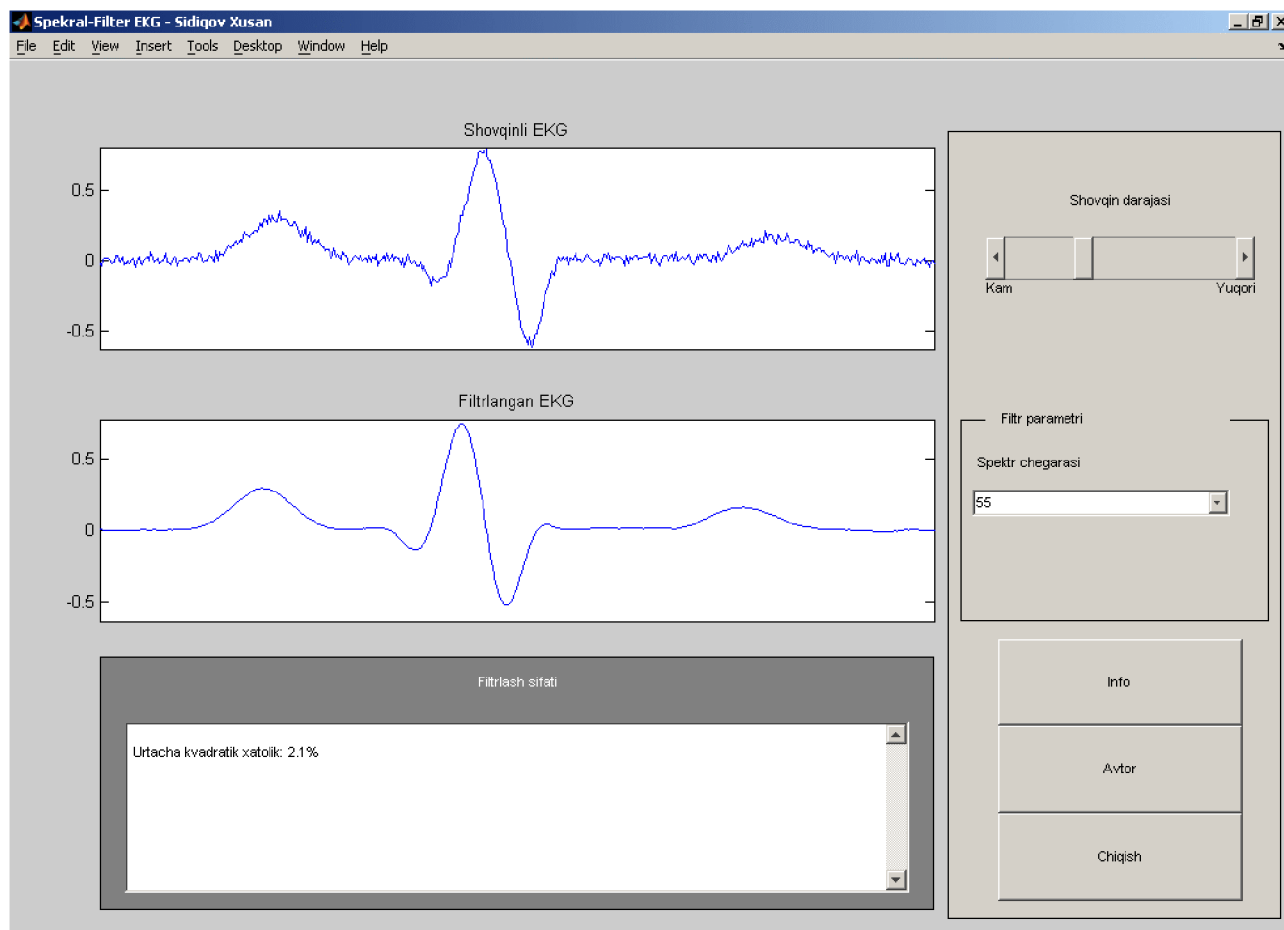 Spekral-Filter EKG - Sidiqov Xusan
File Edit View Insert Tools Desktop Window Help
Shovqinli EKG
0.5
0
-0.5
Filtrlangan EKG
0.5
0
-0.5
Filtrlash sifati
Urtacha kvadratik xatolik: 2.1%
Shovqin darajasi
Kam Yuqori
Filtr parametri
Spektr chegarasi
55
Info
Avtor
Chiqish